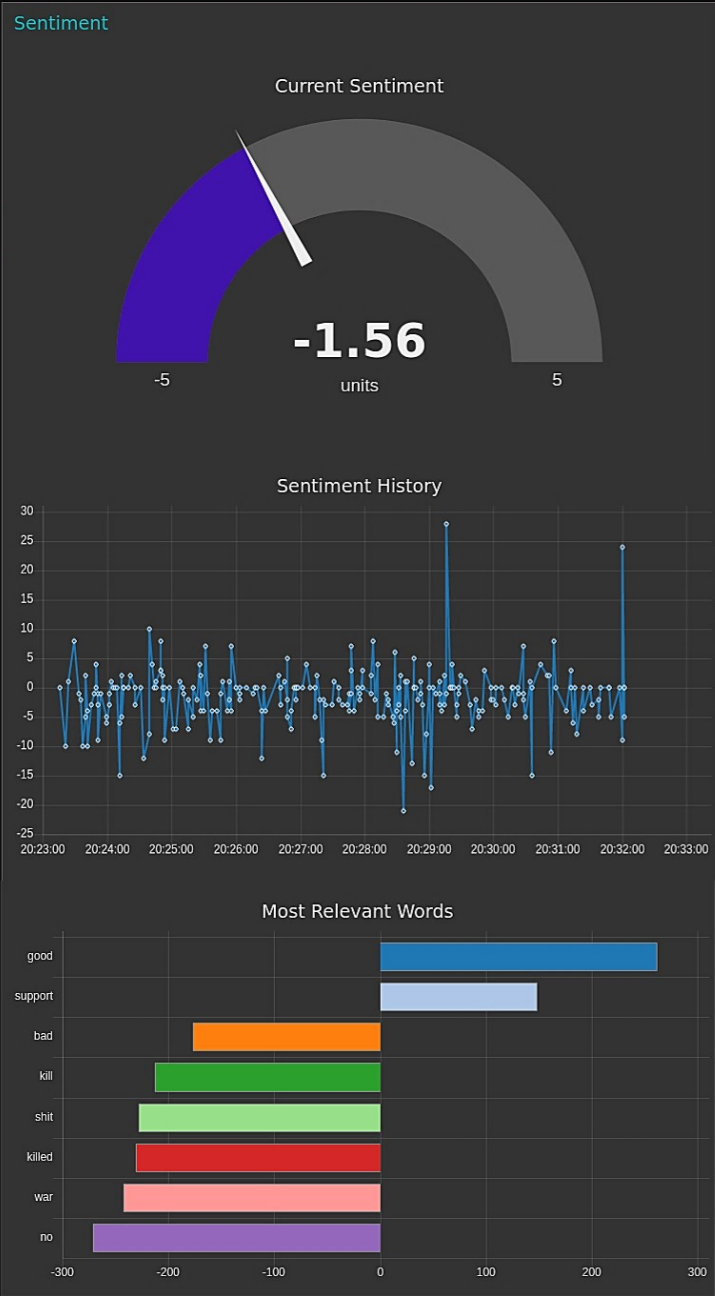 Sentiment
Current Sentiment
-1.56
-5 units 5
Sentiment History
30
25
20
15
10
5
0
-5
-10
-15
-20
-25
20:23:00 20:24:00 20:25:00 20:26:00 20:27:00 20:28:00 20:29:00 20:30:00 20:31:00 20:32:00 20:33:00
Most Relevant Words
good
support
bad
kill
shit
killed
war
no
-300 -200 -100 0 100 200 300